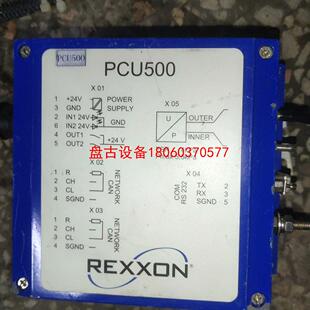 PCU500
PCU500
X 01
1 +24V
3 GND
2 IN1 24V
6 IN2 24V
4 OUT1
5 OUT2
POWER
SUPPLY
GND
+24 V
X 05
U
P
OUTER
INNER
盘古设备18060370577
X 02
1 R
2 CH
3 CL
4 SGND
NETWORK
CAN
X 04
COM
RS 232
TX 2
RX 3
SGND 5
X 03
1 R
2 CH
3 CL
4 SGND
NETWORK
CAN
REXXON